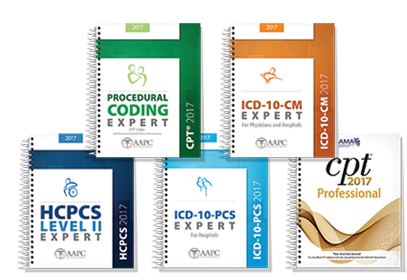 2017
PROCEDURAL
CODING
EXPERT
CPT® Codes
AAPC
CPT® 2017
2017
ICD-10-CM
EXPERT
For Physicians and Hospitals
AAPC
ICD-10-CM 2017
2017
HCPCS
LEVEL II
EXPERT
AAPC
HCPCS 2017
2017
ICD-10-PCS
EXPERT
For Hospitals
AAPC
ICD-10-PCS 2017
AMA
cpt®
2017
Professional